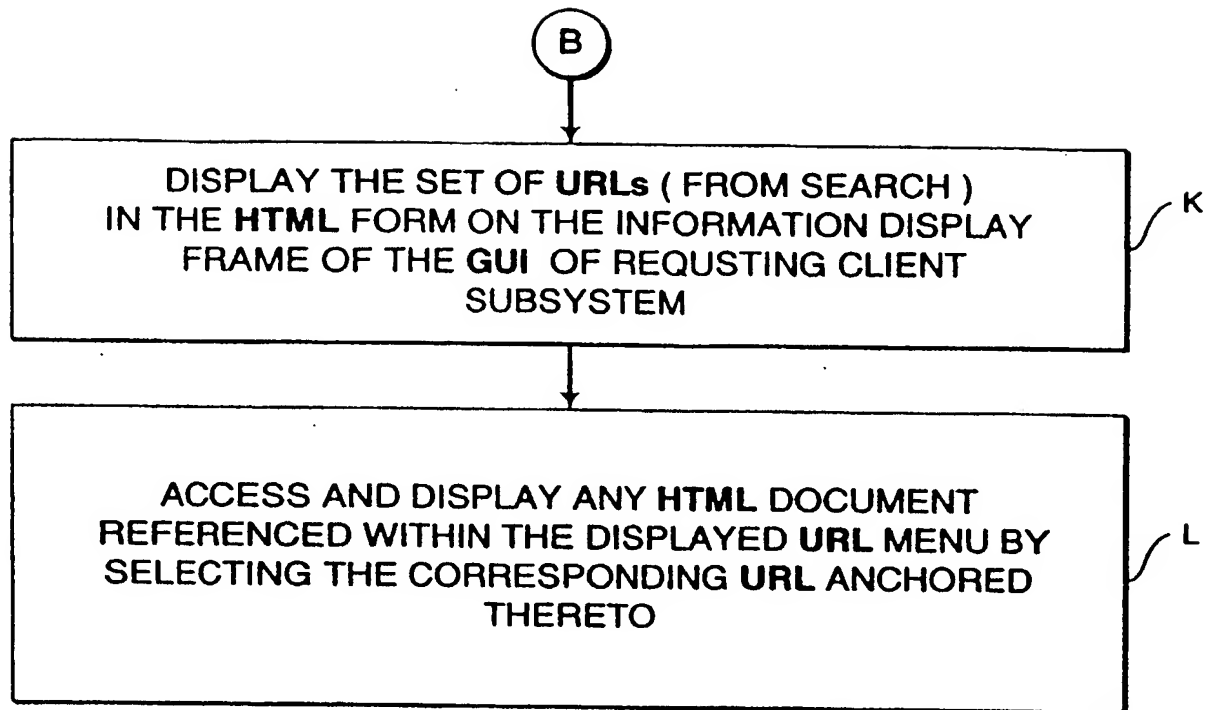 B
DISPLAY THE SET OF URLs ( FROM SEARCH )
IN THE HTML FORM ON THE INFORMATION DISPLAY
FRAME OF THE GUI OF REQUSTING CLIENT
SUBSYSTEM
K
ACCESS AND DISPLAY ANY HTML DOCUMENT
REFERENCED WITHIN THE DISPLAYED URL MENU BY
SELECTING THE CORRESPONDING URL ANCHORED
THERETO
L